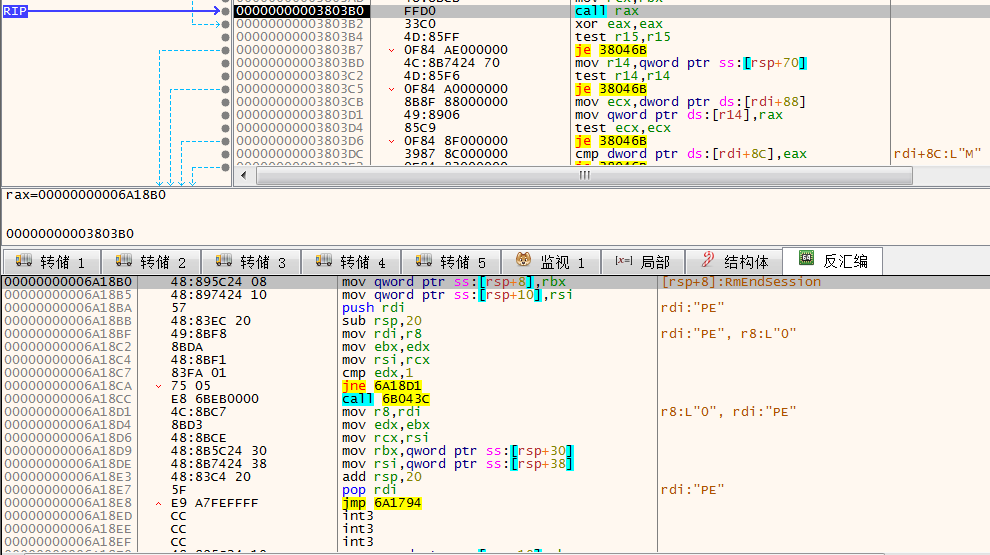 RIP
00000000003803B0 FFD0 call rax
00000000003803B2 33C0 xor eax,eax
00000000003803B4 4D:85FF test r15,r15
00000000003803B7 0F84 AE000000 je 38046B
00000000003803BD 4C:8B7424 70 mov r14,qword ptr ss:[rsp+70]
00000000003803C2 4D:85F6 test r14,r14
00000000003803C5 0F84 A0000000 je 38046B
00000000003803CB 8B8F 88000000 mov ecx,dword ptr ds:[rdi+88]
00000000003803D1 49:8906 mov qword ptr ds:[r14],rax
00000000003803D4 85C9 test ecx,ecx
00000000003803D6 0F84 8F000000 je 38046B
00000000003803DC 3987 8C000000 cmp dword ptr ds:[rdi+8C],eax rdi+8C:L"M"
rax=00000000006A18B0
00000000003803B0
转储 1 转储 2 转储 3 转储 4 转储 5 监视 1 [x=] 局部 结构体 反汇编
00000000006A18B0 48:895C24 08 mov qword ptr ss:[rsp+8],rbx [rsp+8]:RmEndSession
00000000006A18B5 48:897424 10 mov qword ptr ss:[rsp+10],rsi
00000000006A18BA 57 push rdi rdi:"PE"
00000000006A18BB 48:83EC 20 sub rsp,20
00000000006A18BF 49:8BF8 mov rdi,r8 rdi:"PE", r8:L"O"
00000000006A18C2 8BDA mov ebx,edx
00000000006A18C4 48:8BF1 mov rsi,rcx
00000000006A18C7 83FA 01 cmp edx,1
00000000006A18CA 75 05 jne 6A18D1
00000000006A18CC E8 6BEB0000 call 6B043C
00000000006A18D1 4C:8BC7 mov r8,rdi r8:L"O", rdi:"PE"
00000000006A18D4 8BD3 mov edx,ebx
00000000006A18D6 48:8BCE mov rcx,rsi
00000000006A18D9 48:8B5C24 30 mov rbx,qword ptr ss:[rsp+30]
00000000006A18DE 48:8B7424 38 mov rsi,qword ptr ss:[rsp+38]
00000000006A18E3 48:83C4 20 add rsp,20
00000000006A18E7 5F pop rdi rdi:"PE"
00000000006A18E8 E9 A7FEFFFF jmp 6A1794
00000000006A18ED CC int3
00000000006A18EE CC int3
00000000006A18EF CC int3